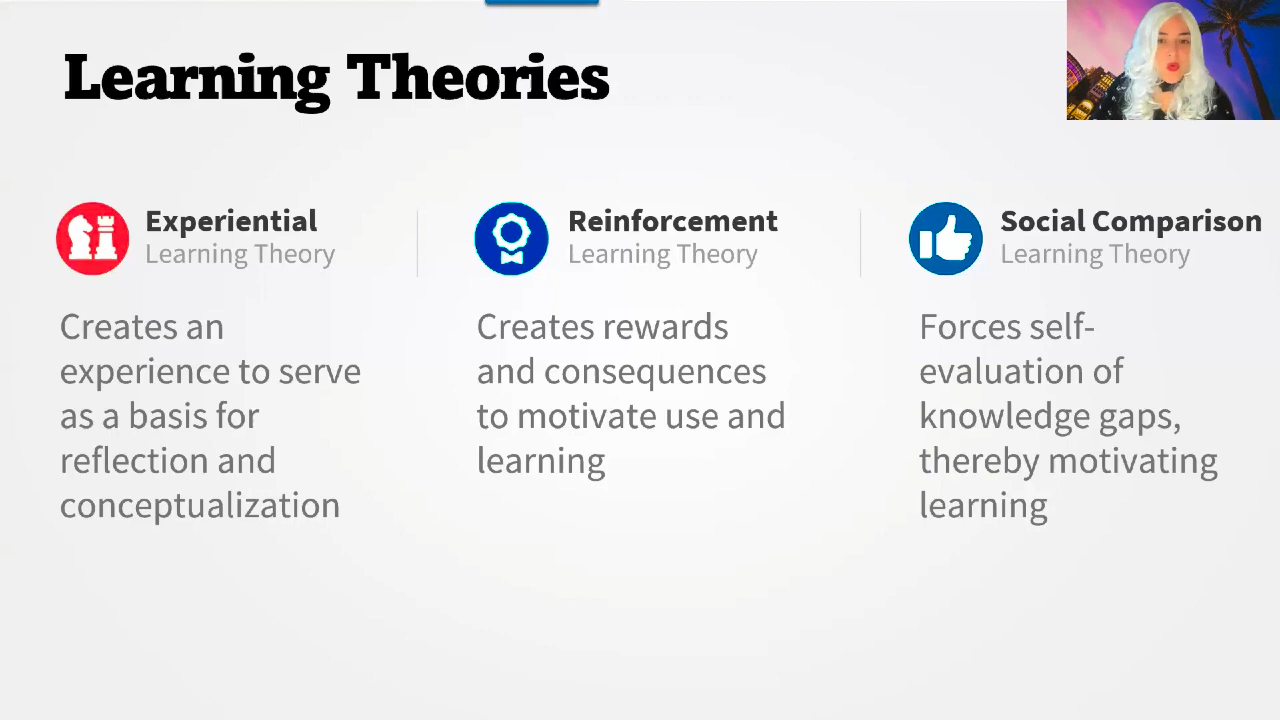 Learning Theories
Experiential
Learning Theory
Creates an
experience to serve
as a basis for
reflection and
conceptualization
Reinforcement
Learning Theory
Creates rewards
and consequences
to motivate use and
learning
Social Comparison
Learning Theory
Forces self-
evaluation of
knowledge gaps,
thereby motivating
learning